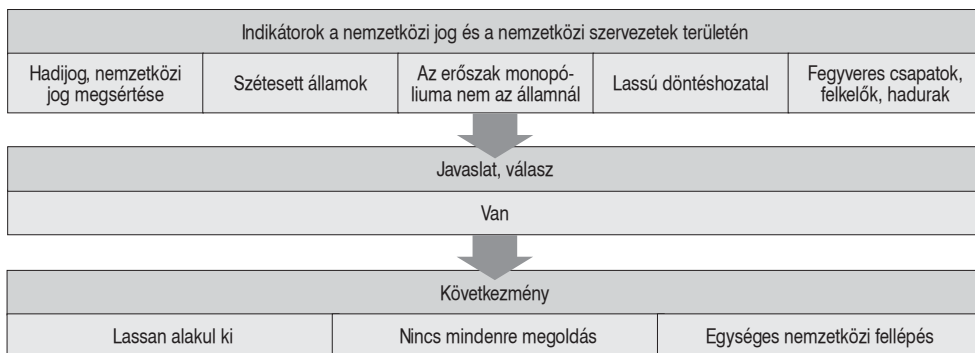 Indikátorok a nemzetközi jog és a nemzetközi szervezetek területén
Hadijog, nemzetközi
jog megsértése
Szétesett államok
Az erőszak monopó-
liuma nem az államnál
Lassú döntéshozatal
Fegyveres csapatok,
felkelők, hadurak
Javaslat, válasz
Van
Következmény
Lassan alakul ki
Nincs mindenre megoldás
Egységes nemzetközi fellépés